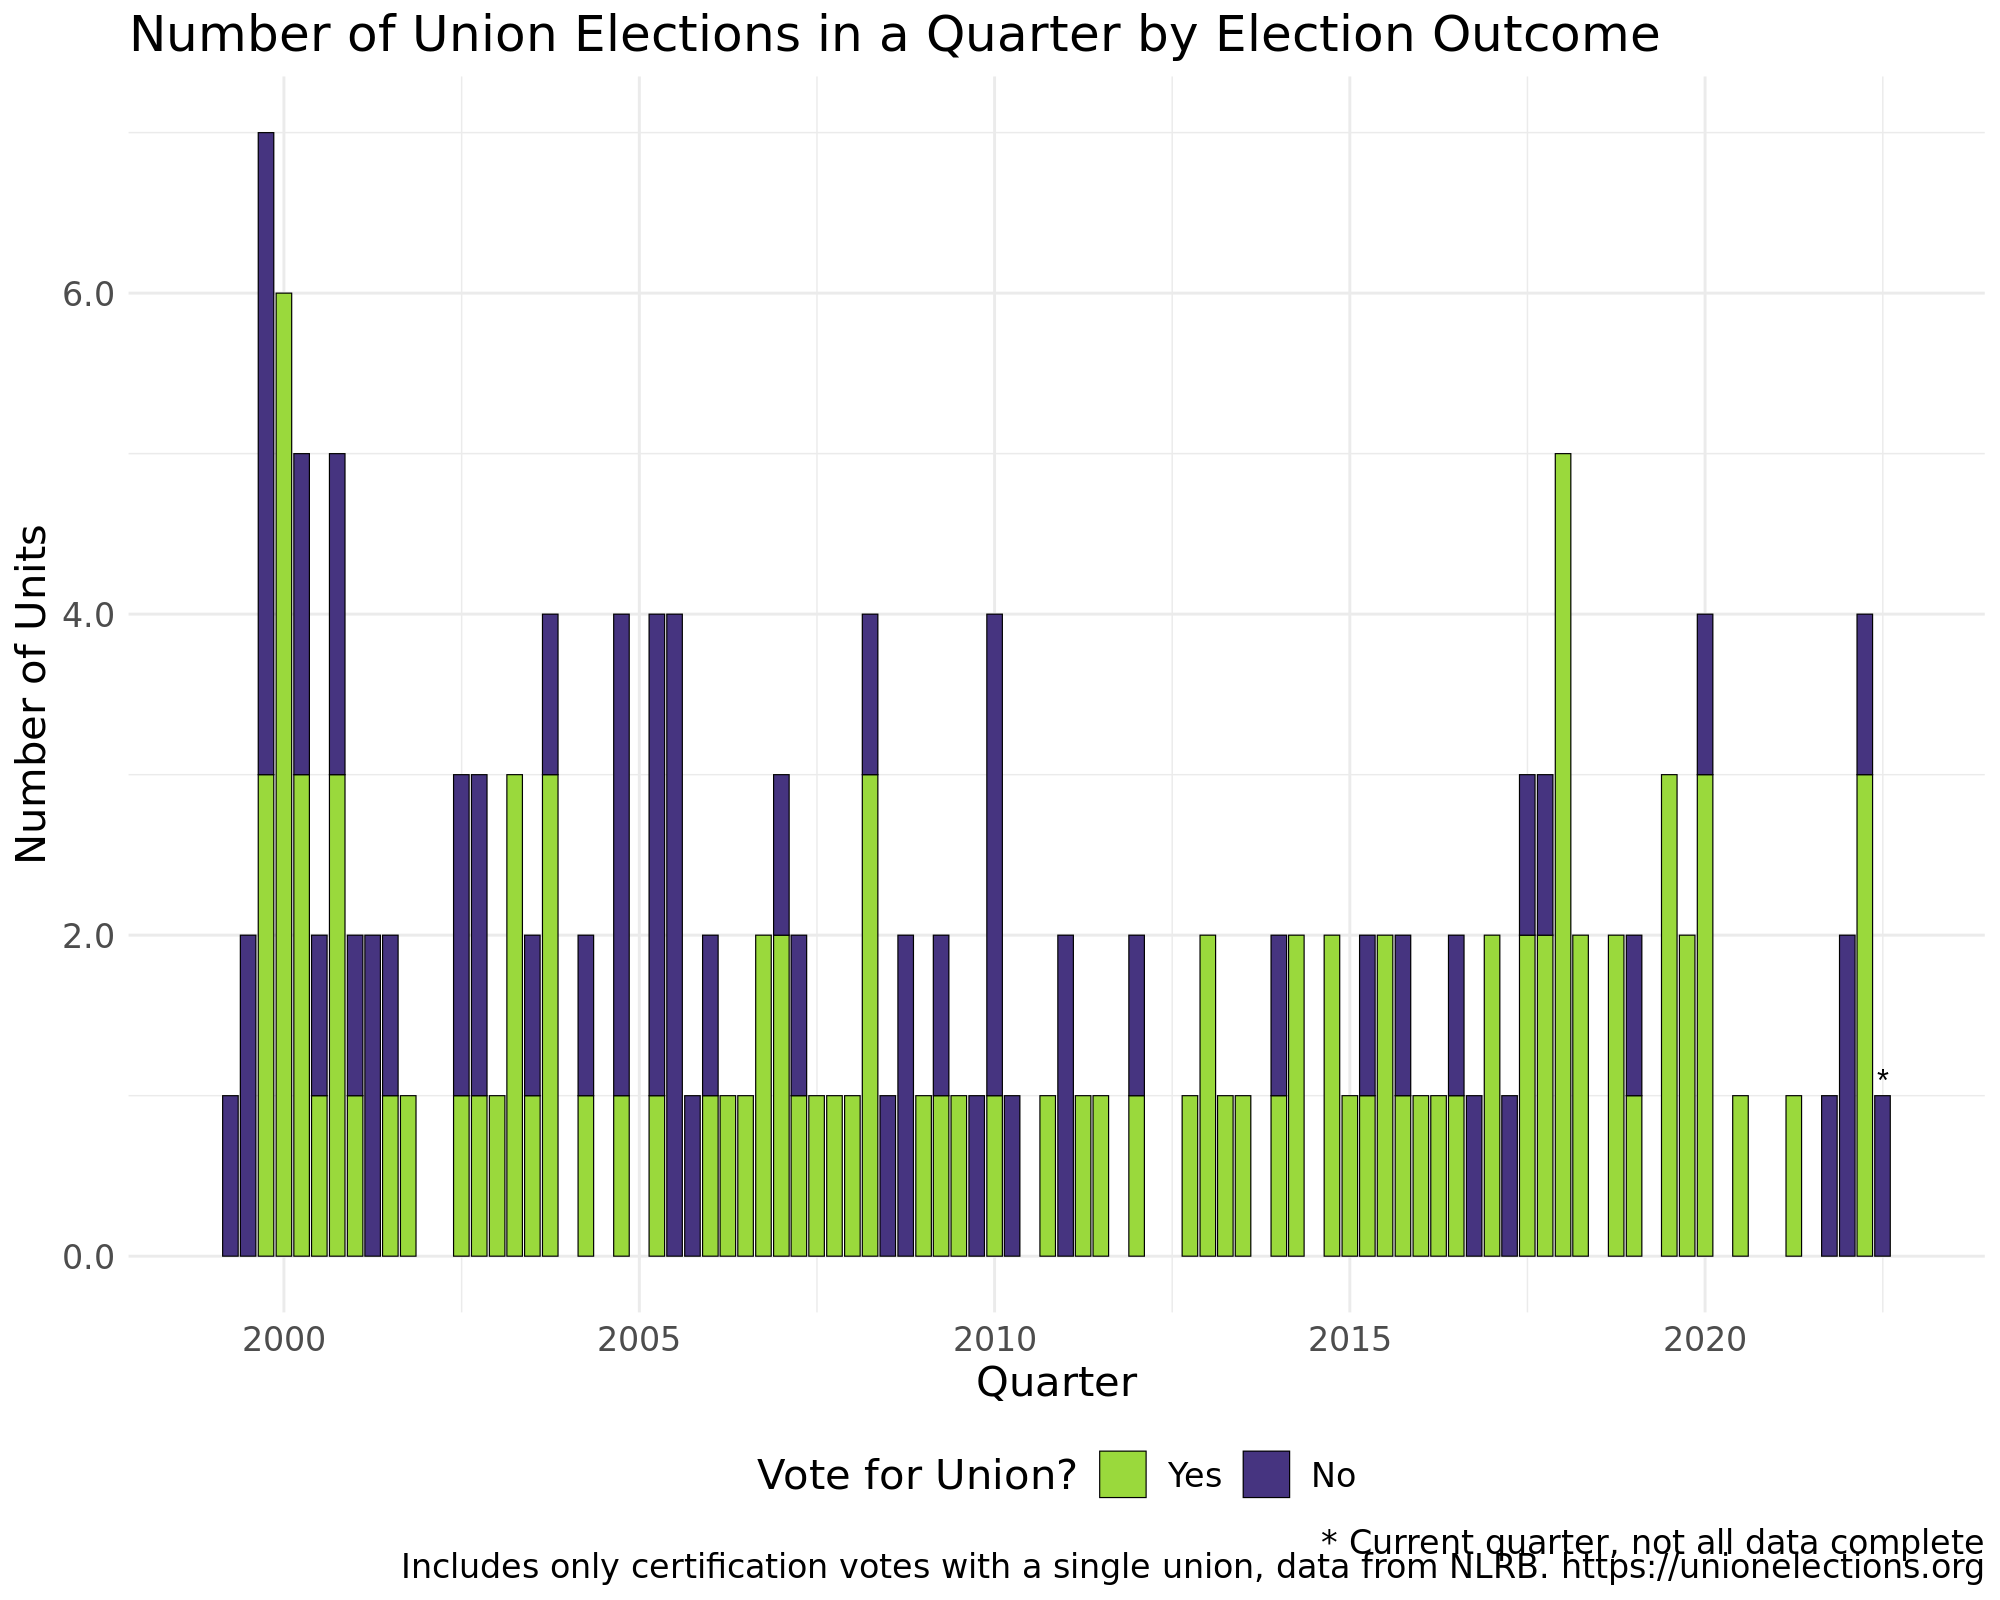 Number of Union Elections in a Quarter by Election Outcome
Number of Units
6.0
4.0
2.0
0.0
*
2000 2005 2010 2015 2020
Quarter
Vote for Union? Yes No
* Current quarter, not all data complete
Includes only certification votes with a single union, data from NLRB. https://unionelections.org